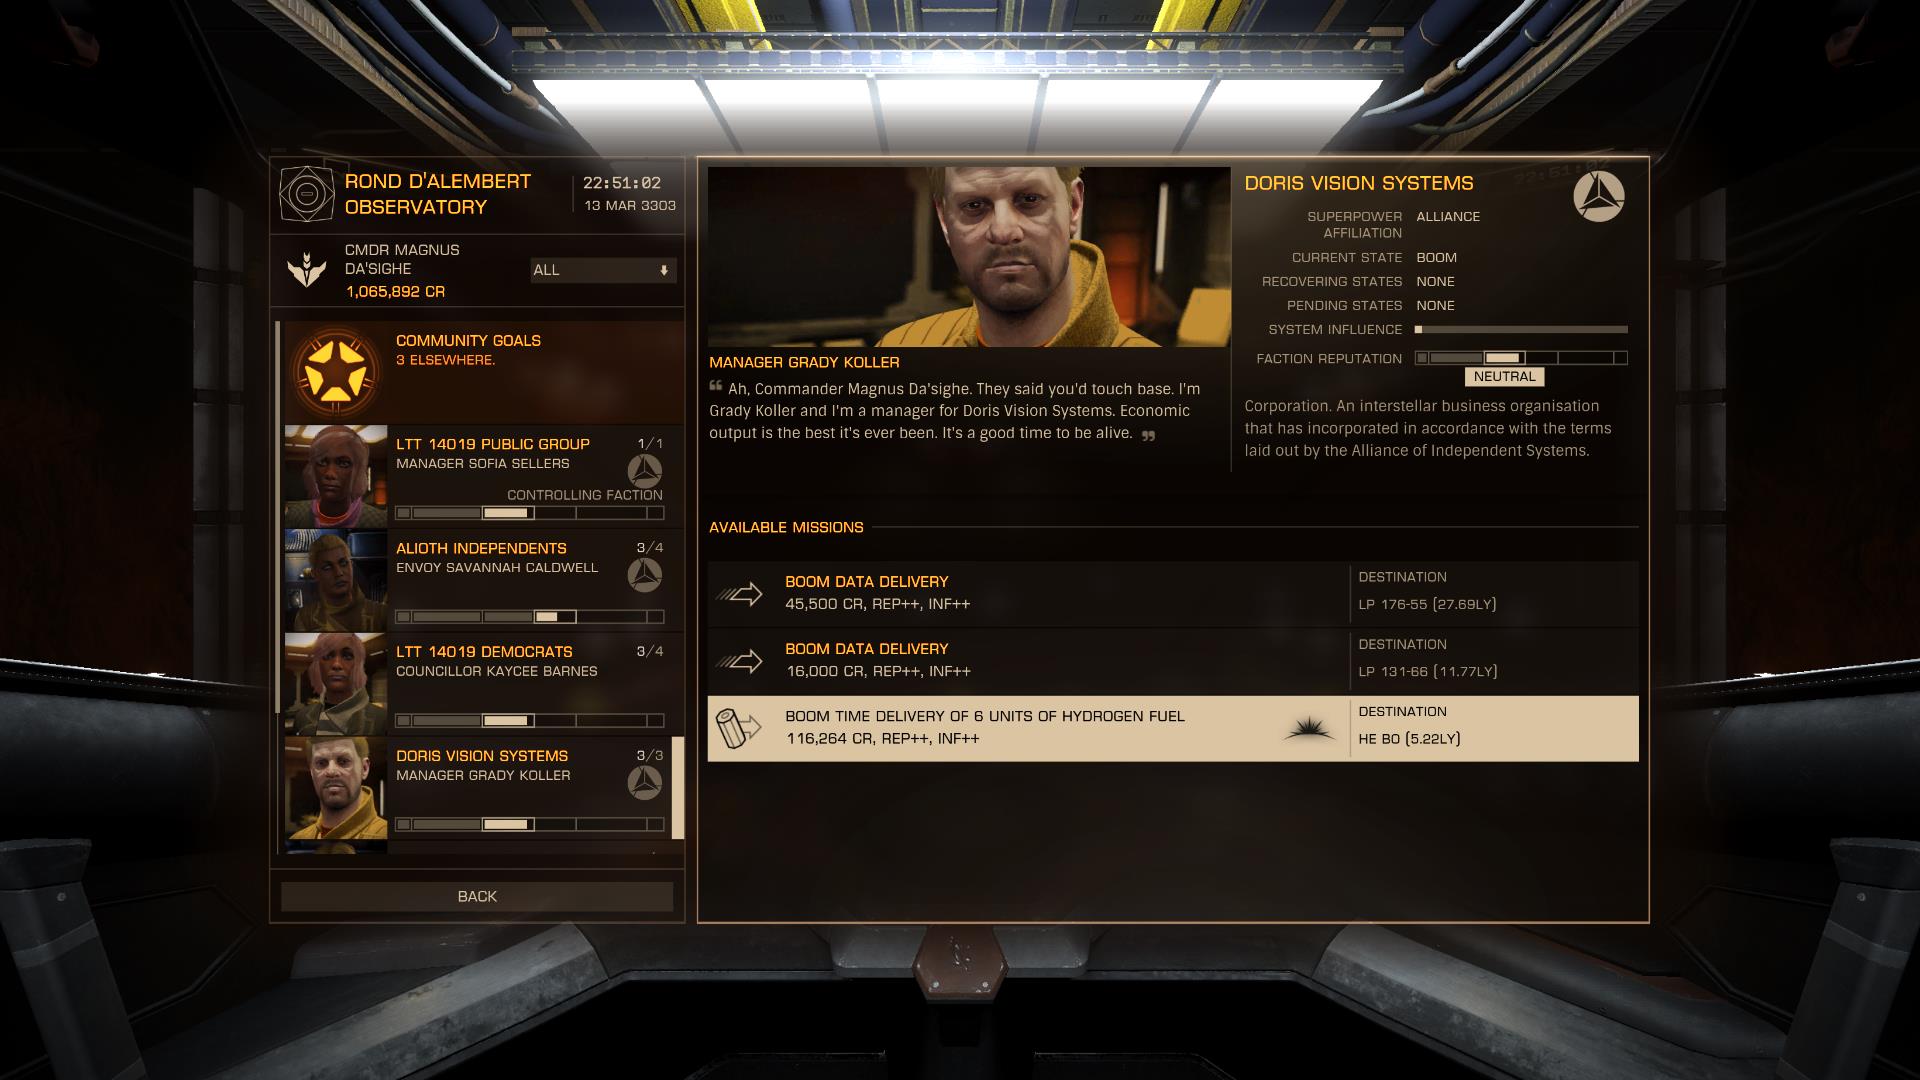 ROND D'ALEMBERT
OBSERVATORY
22:51:02
13 MAR 3303
CMDR MAGNUS
DA'SIGHE
1,065,892 CR
ALL
COMMUNITY GOALS
3 ELSEWHERE.
LTT 14019 PUBLIC GROUP
1/1
MANAGER SOFIA SELLERS
CONTROLLING FACTION
ALIOTH INDEPENDENTS
3/4
ENVOY SAVANNAH CALDWELL
LTT 14019 DEMOCRATS
3/4
COUNCILLOR KAYCEE BARNES
DORIS VISION SYSTEMS
3/3
MANAGER GRADY KOLLER
BACK
MANAGER GRADY KOLLER
“ Ah, Commander Magnus Da'sighe. They said you'd touch base. I'm
Grady Koller and I'm a manager for Doris Vision Systems. Economic
output is the best it's ever been. It's a good time to be alive. ”
DORIS VISION SYSTEMS
22:51:02
SUPERPOWER
AFFILIATION
ALLIANCE
CURRENT STATE BOOM
RECOVERING STATES NONE
PENDING STATES NONE
SYSTEM INFLUENCE
FACTION REPUTATION
NEUTRAL
Corporation. An interstellar business organisation
that has incorporated in accordance with the terms
laid out by the Alliance of Independent Systems.
AVAILABLE MISSIONS
BOOM DATA DELIVERY
45,500 CR, REP++, INF++
DESTINATION
LP 176-55 (27.69LY)
BOOM DATA DELIVERY
16,000 CR, REP++, INF++
DESTINATION
LP 131-66 (11.77LY)
BOOM TIME DELIVERY OF 6 UNITS OF HYDROGEN FUEL
116,264 CR, REP++, INF++
DESTINATION
HE BO (5.22LY)